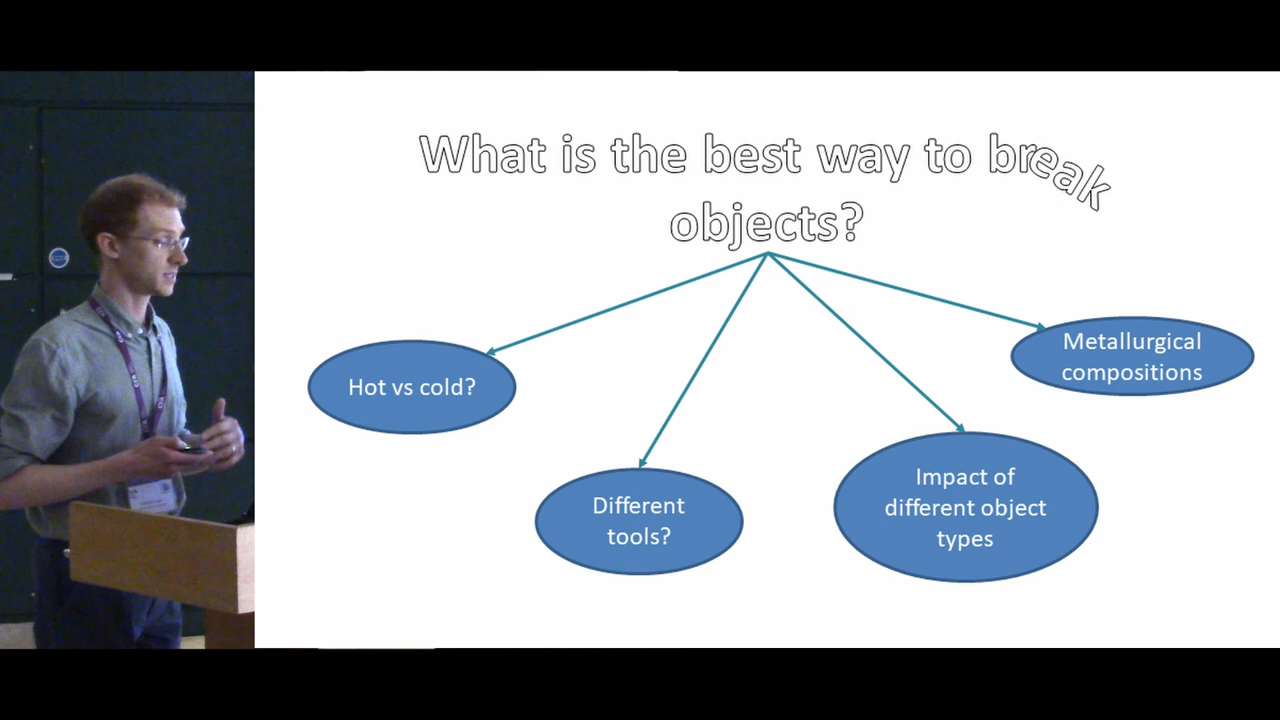 What is the best way to break
objects?
Hot vs cold?
Different
tools?
Impact of
different object
types
Metallurgical
compositions